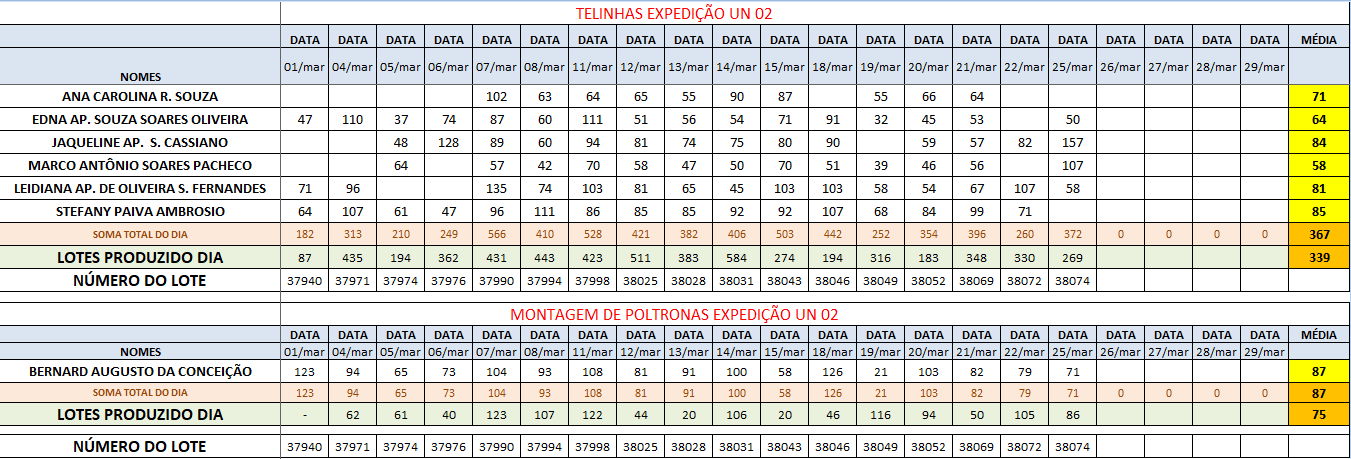 TELINHAS EXPEDIÇÃO UN 02
DATA DATA DATA DATA DATA DATA DATA DATA DATA DATA DATA DATA DATA DATA DATA DATA DATA DATA DATA DATA DATA MÉDIA
NOMES 01/mar 04/mar 05/mar 06/mar 07/mar 08/mar 11/mar 12/mar 13/mar 14/mar 15/mar 18/mar 19/mar 20/mar 21/mar 22/mar 25/mar 26/mar 27/mar 28/mar 29/mar
ANA CAROLINA R. SOUZA 102 63 64 65 55 90 87 55 66 64 71
EDNA AP. SOUZA SOARES OLIVEIRA 47 110 37 74 87 60 111 51 56 54 71 91 32 45 53 50 64
JAQUELINE AP. S. CASSIANO 48 128 89 60 94 81 74 75 80 90 59 57 82 157 84
MARCO ANTÔNIO SOARES PACHECO 64 57 42 70 58 47 50 70 51 39 46 56 107 58
LEIDIANA AP. DE OLIVEIRA S. FERNANDES 71 96 135 74 103 81 65 45 103 103 58 54 67 107 58 81
STEFANY PAIVA AMBROSIO 64 107 61 47 96 111 86 85 85 92 92 107 68 84 99 71 85
SOMA TOTAL DO DIA 182 313 210 249 566 410 528 421 382 406 503 442 252 354 396 260 372 0 0 0 0 367
LOTES PRODUZIDO DIA 87 435 194 362 431 443 423 511 383 584 274 194 316 183 348 330 269 339
NÚMERO DO LOTE 37940 37971 37974 37976 37990 37994 37998 38025 38028 38031 38043 38046 38049 38052 38069 38072 38074
MONTAGEM DE POLTRONAS EXPEDIÇÃO UN 02
DATA DATA DATA DATA DATA DATA DATA DATA DATA DATA DATA DATA DATA DATA DATA DATA DATA DATA DATA DATA DATA MÉDIA
NOMES 01/mar 04/mar 05/mar 06/mar 07/mar 08/mar 11/mar 12/mar 13/mar 14/mar 15/mar 18/mar 19/mar 20/mar 21/mar 22/mar 25/mar 26/mar 27/mar 28/mar 29/mar
BERNARD AUGUSTO DA CONCEIÇÃO 123 94 65 73 104 93 108 81 91 100 58 126 21 103 82 79 71 87
SOMA TOTAL DO DIA 123 94 65 73 104 93 108 81 91 100 58 126 21 103 82 79 71 0 0 0 0 87
LOTES PRODUZIDO DIA - 62 61 40 123 107 122 44 20 106 20 46 116 94 50 105 86 75
NÚMERO DO LOTE 37940 37971 37974 37976 37990 37994 37998 38025 38028 38031 38043 38046 38049 38052 38069 38072 38074